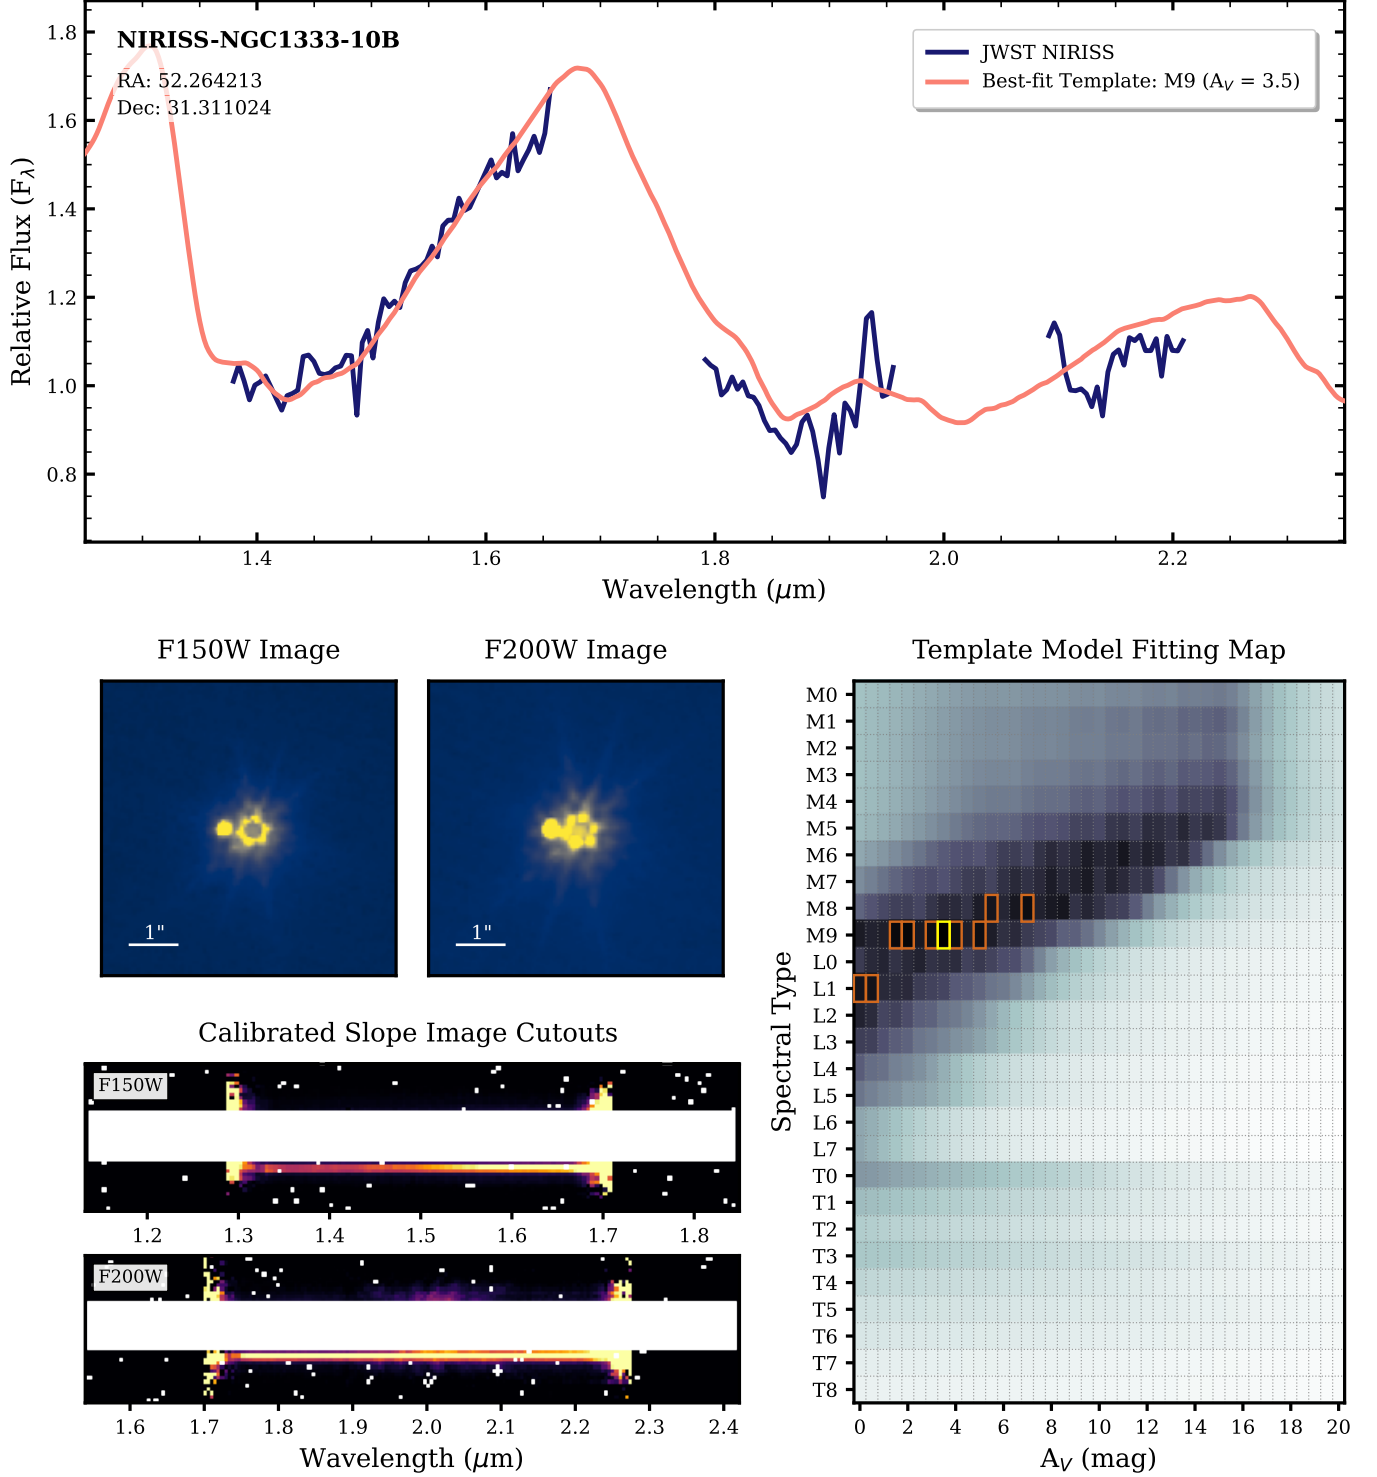 NIRISS-NGC1333-10B
RA: 52.264213
Dec: 31.311024
JWST NIRISS
Best-fit Template: M9 (A_V = 3.5)
Relative Flux (F_λ)
1.8
1.6
1.4
1.2
1.0
0.8
1.4 1.6 1.8 2.0 2.2
Wavelength (μm)
F150W Image
F200W Image
1"
1"
Calibrated Slope Image Cutouts
F150W
1.2 1.3 1.4 1.5 1.6 1.7 1.8
F200W
1.6 1.7 1.8 1.9 2.0 2.1 2.2 2.3 2.4
Wavelength (μm)
Template Model Fitting Map
Spectral Type
M0
M1
M2
M3
M4
M5
M6
M7
M8
M9
L0
L1
L2
L3
L4
L5
L6
L7
T0
T1
T2
T3
T4
T5
T6
T7
T8
0 2 4 6 8 10 12 14 16 18 20
A_V (mag)